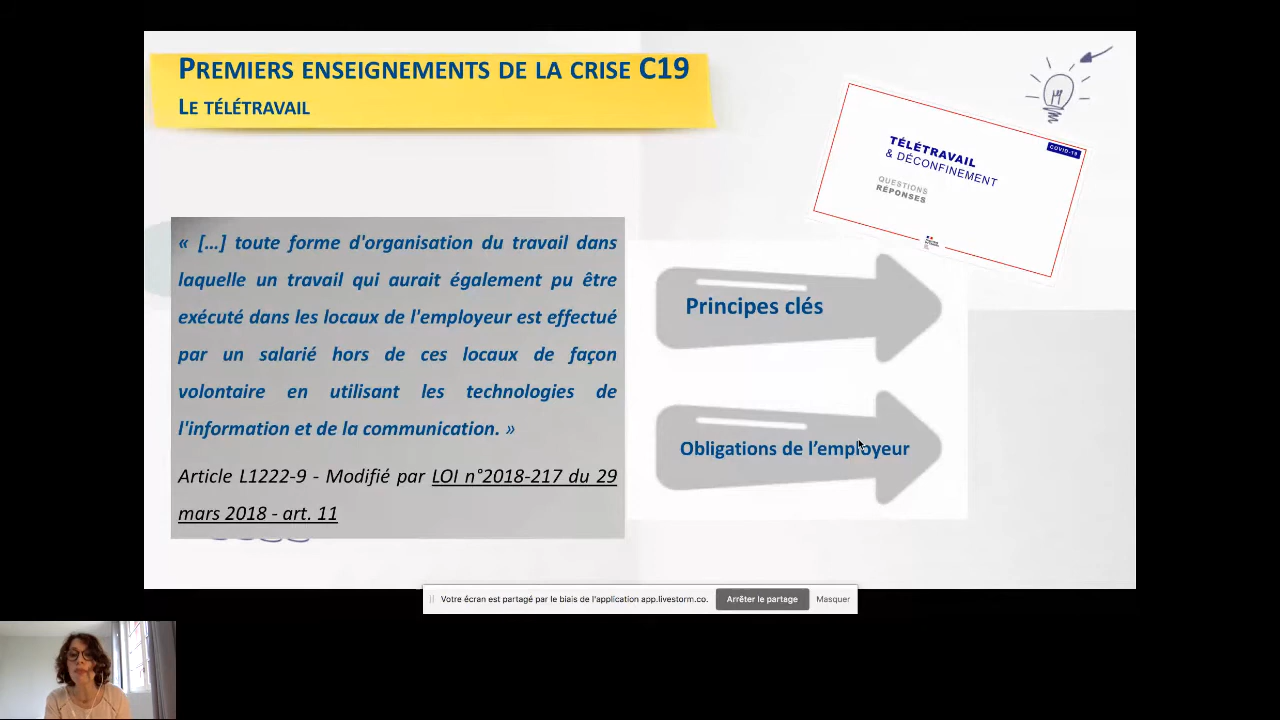 PREMIERS ENSEIGNEMENTS DE LA CRISE C19
LE TÉLÉTRAVAIL
COVID-19
TÉLÉTRAVAIL
& DÉCONFINEMENT
QUESTIONS
RÉPONSES
« […] toute forme d'organisation du travail dans
laquelle un travail qui aurait également pu être
exécuté dans les locaux de l'employeur est effectué
par un salarié hors de ces locaux de façon
volontaire en utilisant les technologies de
l'information et de la communication. »
Article L1222-9 - Modifié par LOI n°2018-217 du 29
mars 2018 - art. 11
Principes clés
Obligations de l’employeur
Votre écran est partagé par le biais de l'application app.livestorm.co.
Arrêter le partage
Masquer